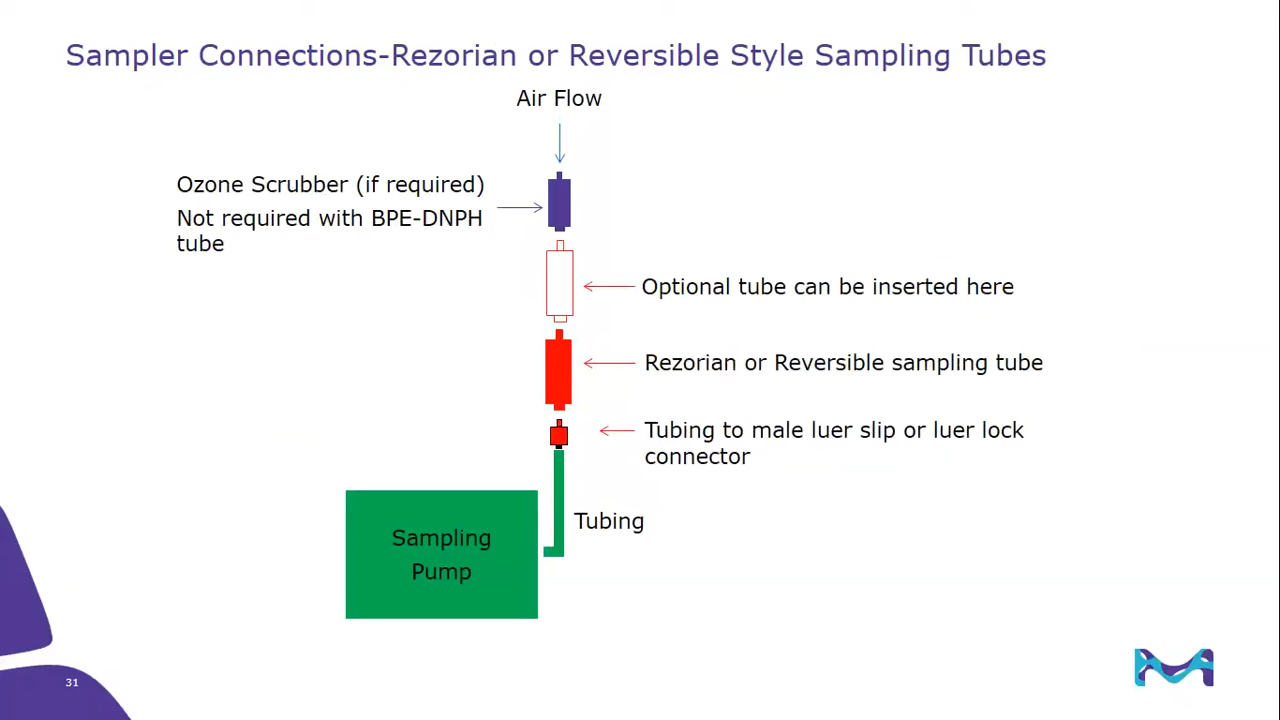 Sampler Connections-Rezorian or Reversible Style Sampling Tubes
Air Flow
Ozone Scrubber (if required)
Not required with BPE-DNPH
tube
Optional tube can be inserted here
Rezorian or Reversible sampling tube
Tubing to male luer slip or luer lock
connector
Tubing
Sampling
Pump
31